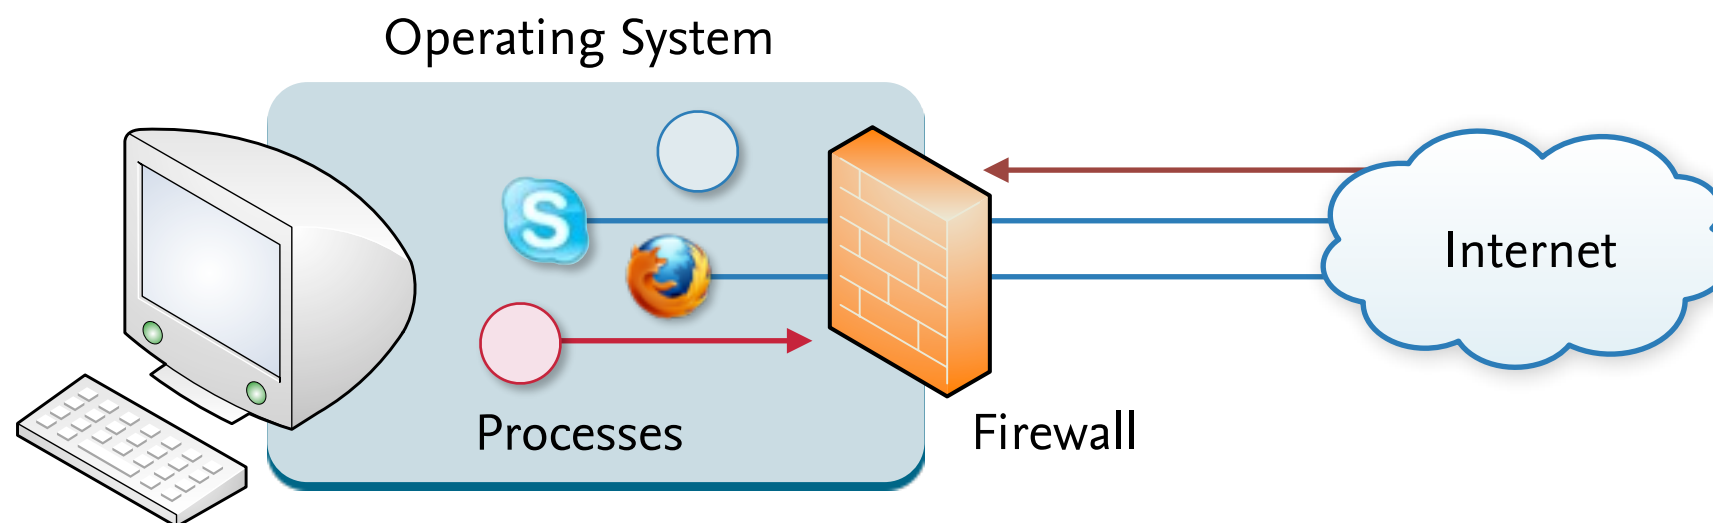 Operating System
S
Internet
Processes
Firewall